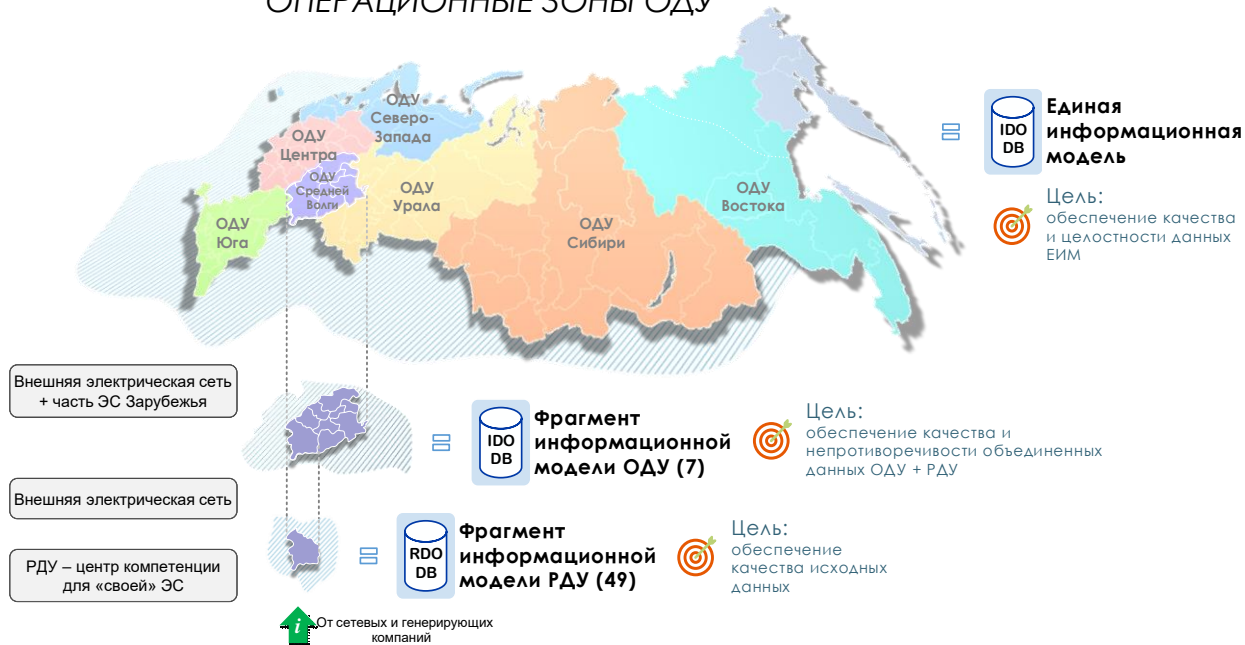 ОПЕРАЦИОННЫЕ ЗОНЫ ОДУ
ОДУ
Северо-
Запада
ОДУ
Центра
ОДУ
Средней
Волги
ОДУ
Урала
ОДУ
Юга
ОДУ
Сибири
ОДУ
Востока
IDO
DB
Единая
информационная
модель
Цель:
обеспечение качества
и целостности данных
ЕИМ
Внешняя электрическая сеть
+ часть ЭС Зарубежья
IDO
DB
Фрагмент
информационной
модели ОДУ (7)
Цель:
обеспечение качества и
непротиворечивости объединенных
данных ОДУ + РДУ
Внешняя электрическая сеть
РДУ – центр компетенции
для «своей» ЭС
RDO
DB
Фрагмент
информационной
модели РДУ (49)
Цель:
обеспечение
качества исходных
данных
i
От сетевых и генерирующих
компаний